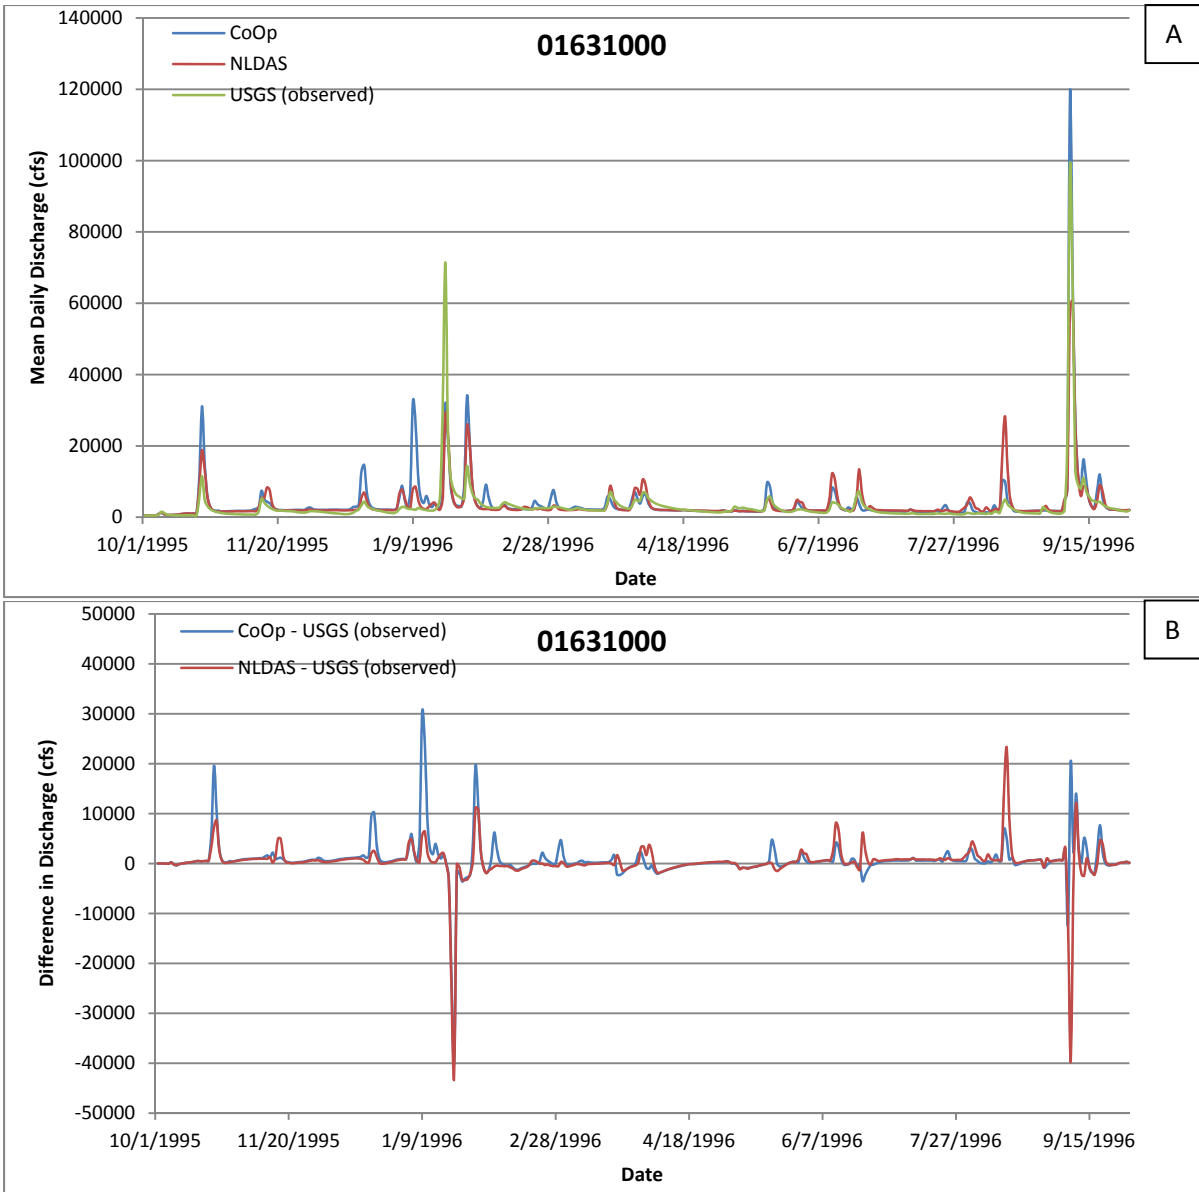 A
01631000
CoOp
NLDAS
USGS (observed)
140000
120000
100000
80000
60000
40000
20000
0
Mean Daily Discharge (cfs)
10/1/1995 11/20/1995 1/9/1996 2/28/1996 4/18/1996 6/7/1996 7/27/1996 9/15/1996
Date
B
01631000
CoOp - USGS (observed)
NLDAS - USGS (observed)
50000
40000
30000
20000
10000
0
-10000
-20000
-30000
-40000
-50000
Difference in Discharge (cfs)
10/1/1995 11/20/1995 1/9/1996 2/28/1996 4/18/1996 6/7/1996 7/27/1996 9/15/1996
Date